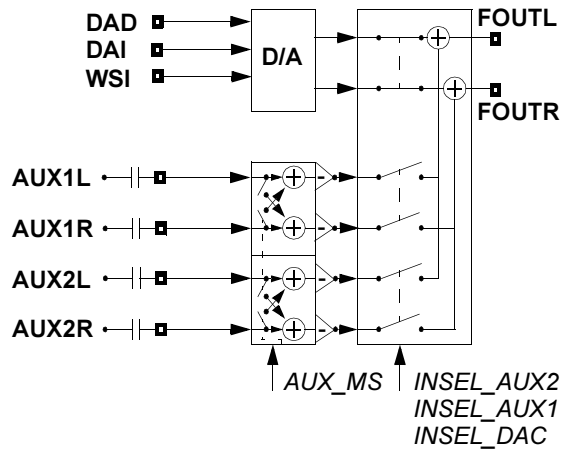 DAD
DAI
WSI
D/A
FOUTL
FOUTR
AUX1L
AUX1R
AUX2L
AUX2R
+
+
+
+
+
+
-
-
-
-
AUX_MS
INSEL_AUX2
INSEL_AUX1
INSEL_DAC